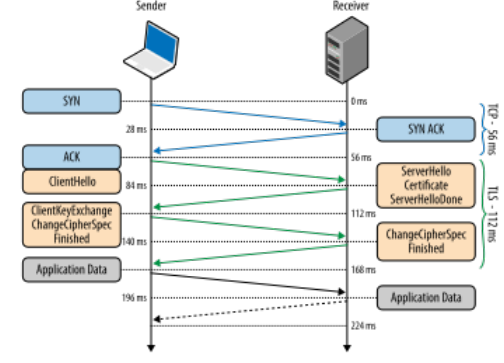 Sender
Receiver
SYN
0 ms
28 ms
SYN ACK
TCP - 56 ms
ACK
56 ms
ClientHello
84 ms
ServerHello
Certificate
ServerHelloDone
TLS - 112 ms
ClientKeyExchange
ChangeCipherSpec
Finished
112 ms
140 ms
ChangeCipherSpec
Finished
Application Data
168 ms
196 ms
Application Data
224 ms